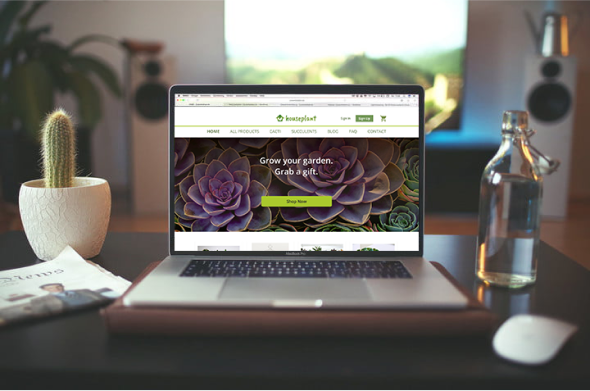 houseplant
Sign in
Sign Up
HOME ALL PRODUCTS CACTI SUCCULENTS BLOG FAQ CONTACT
Grow your garden.
Grab a gift.
Shop Now
MacBook Pro
News